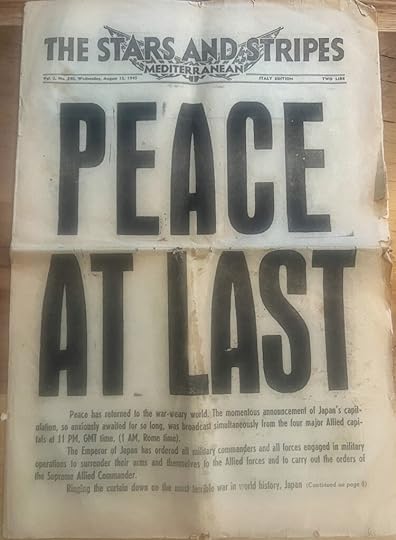 THE STARS AND STRIPES
MEDITERRANEAN
Vol. 2, No. Wednesday, August 15, 1945 ITALY EDITION TWO LIRE
PEACE
AT LAST
Peace has returned to the war-weary world. The momentous announcement of Japan's capit-
ulation, so anxiously awaited for so long, was broadcast simultaneously from the four major Allied capi-
tals at 11 PM, GMT time, (1 AM, Rome time).
The Emperor of Japan has ordered all military commanders and all forces engaged in military
operations to surrender their arms and themselves to the Allied forces and to carry out the orders of
the Supreme Allied Commander.
Ringing the curtain down on the most terrible war in world history, Japan (Continued on page 8)